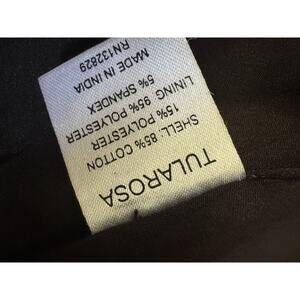 TULAROSA
SHELL: 85% COTTON
15% POLYESTER
LINING: 95% POLYESTER
5% SPANDEX
MADE IN INDIA
RN132829